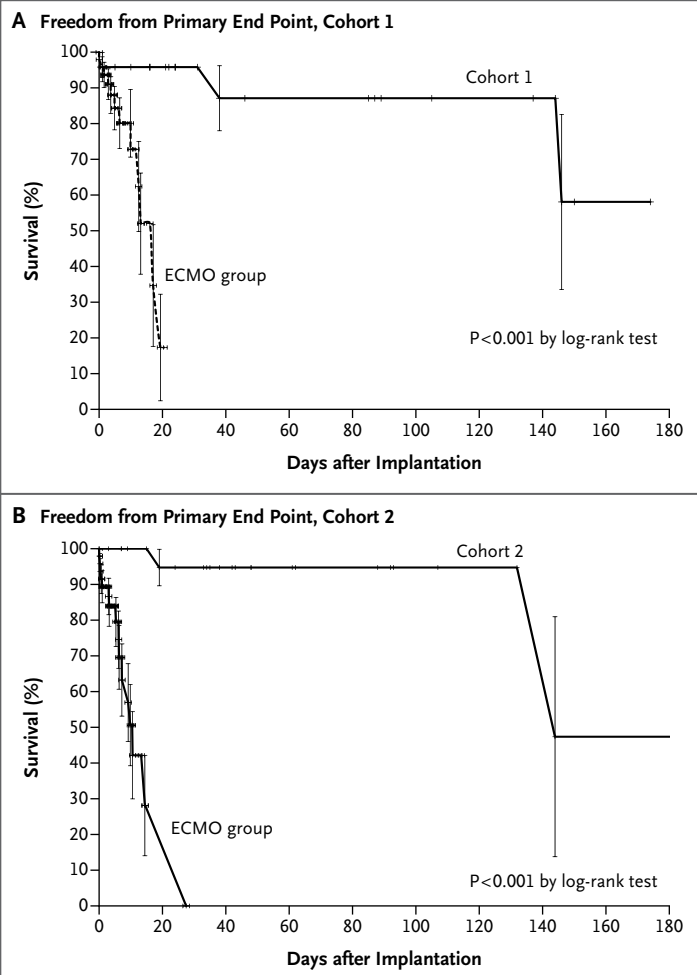 A Freedom from Primary End Point, Cohort 1
100
90
80
70
60
50
40
30
20
10
0
Survival (%)
Cohort 1
ECMO group
P<0.001 by log-rank test
0 20 40 60 80 100 120 140 160 180
Days after Implantation
B Freedom from Primary End Point, Cohort 2
100
90
80
70
60
50
40
30
20
10
0
Survival (%)
Cohort 2
ECMO group
P<0.001 by log-rank test
0 20 40 60 80 100 120 140 160 180
Days after Implantation